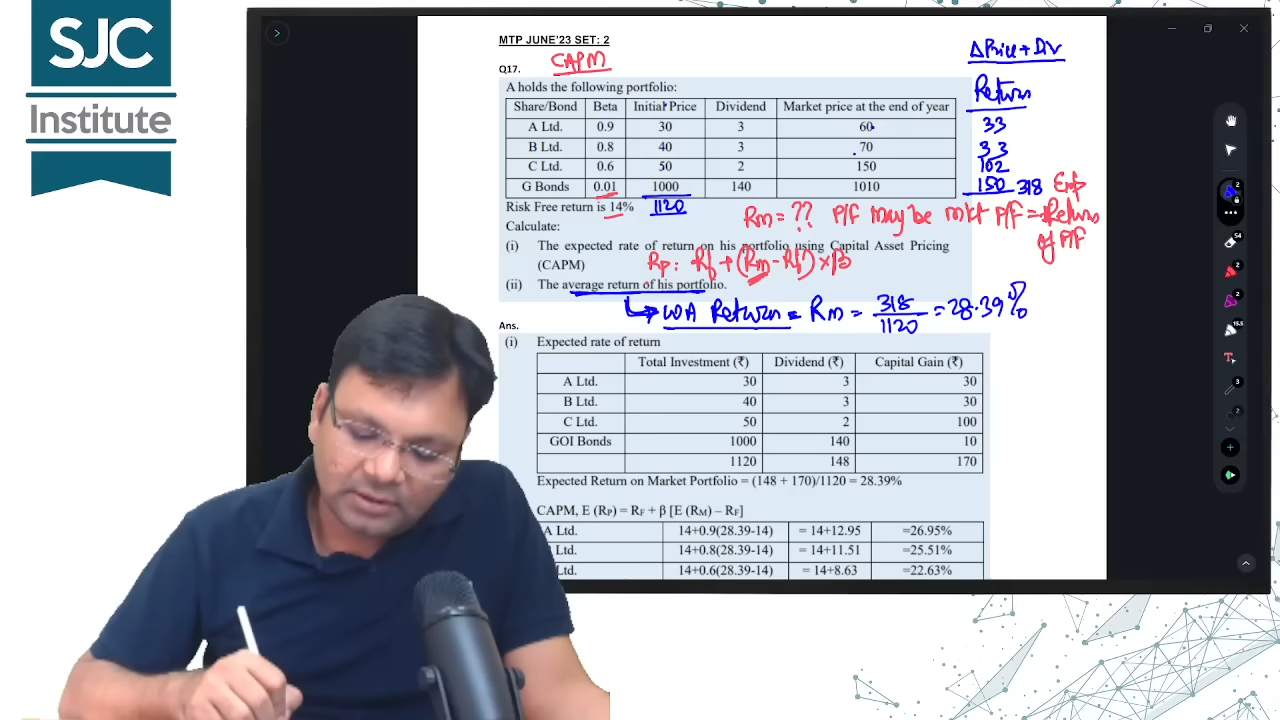 SJC
Institute
MTP JUNE'23 SET: 2
CAPM
Q17.
A holds the following portfolio:
Share/Bond Beta Initial Price Dividend Market price at the end of year
A Ltd. 0.9 30 3 60
B Ltd. 0.8 40 3 70
C Ltd. 0.6 50 2 150
G Bonds 0.01 1000 140 1010
1120
Δ Price + Div
Return
33
33
102
150 318
Risk Free return is 14%
Rm = ?? P/F may be mkt P/F = Return
of P/F
Calculate:
(i) The expected rate of return on his portfolio using Capital Asset Pricing
(CAPM)
Rp: Rf + (Rm - Rf) × β
(ii) The average return of his portfolio.
WA Return = Rm = 318/1120 = 28.39%
Ans.
(i) Expected rate of return
Total Investment (₹) Dividend (₹) Capital Gain (₹)
A Ltd. 30 3 30
B Ltd. 40 3 30
C Ltd. 50 2 100
GOI Bonds 1000 140 10
1120 148 170
Expected Return on Market Portfolio = (148 + 170)/1120 = 28.39%
CAPM, E (RP) = RF + β [E (RM) – RF]
A Ltd. 14+0.9(28.39-14) = 14+12.95 =26.95%
Ltd. 14+0.8(28.39-14) = 14+11.51 =25.51%
Ltd. 14+0.6(28.39-14) = 14+8.63 =22.63%